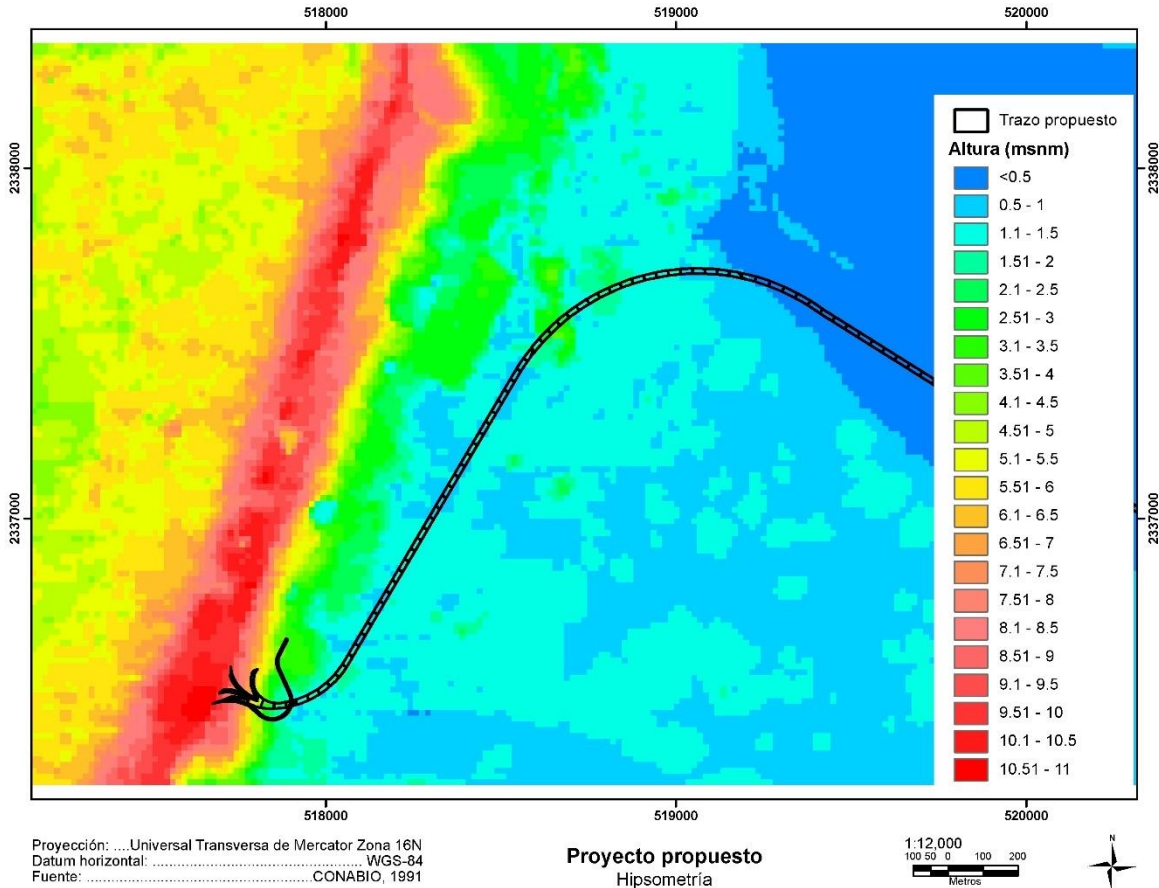 518000
519000
520000
2338000
2338000
2337000
2337000
Trazo propuesto
Altura (msnm)
<0.5
0.5 - 1
1.1 - 1.5
1.51 - 2
2.1 - 2.5
2.51 - 3
3.1 - 3.5
3.51 - 4
4.1 - 4.5
4.51 - 5
5.1 - 5.5
5.51 - 6
6.1 - 6.5
6.51 - 7
7.1 - 7.5
7.51 - 8
8.1 - 8.5
8.51 - 9
9.1 - 9.5
9.51 - 10
10.1 - 10.5
10.51 - 11
518000
519000
520000
Proyección: ....Universal Transversa de Mercator Zona 16N
Datum horizontal: ................................................ WGS-84
Fuente: ......................................................CONABIO, 1991
Proyecto propuesto
Hipsometría
1:12,000
100 50 0 100 200
Metros
N